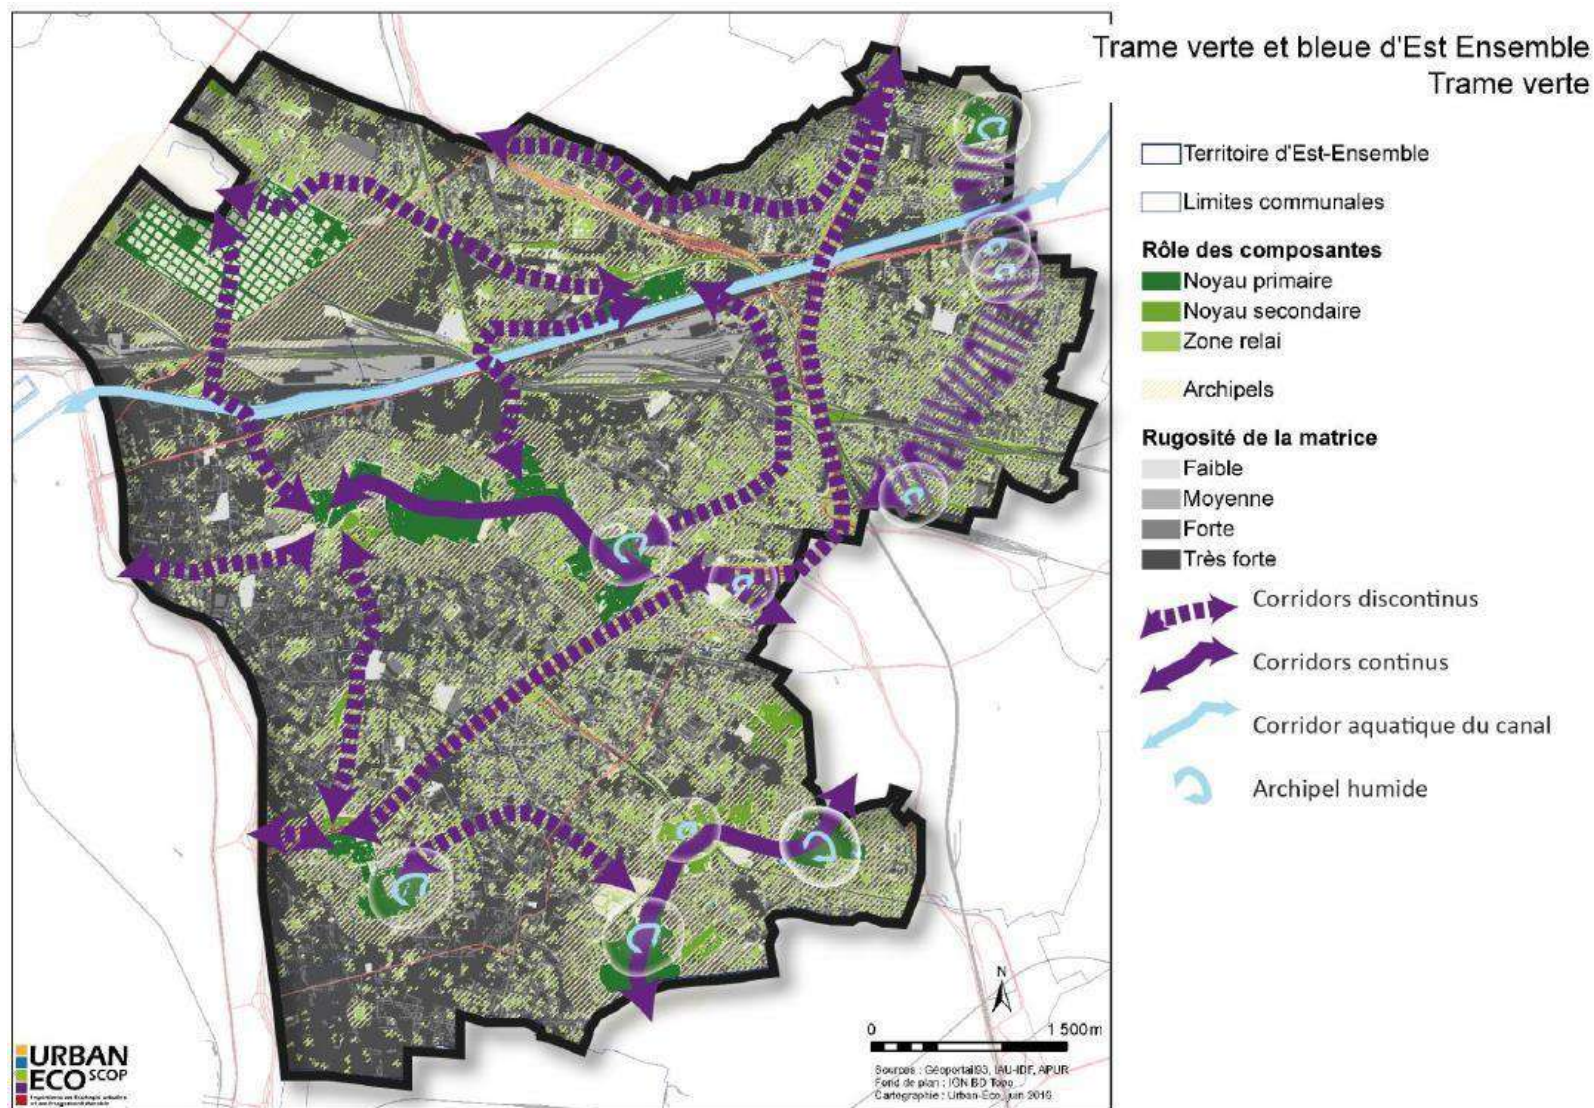 Trame verte et bleue d'Est Ensemble
Trame verte
Territoire d'Est-Ensemble
Limites communales
Rôle des composantes
Noyau primaire
Noyau secondaire
Zone relai
Archipels
Rugosité de la matrice
Faible
Moyenne
Forte
Très forte
Corridors discontinus
Corridors continus
Corridor aquatique du canal
Archipel humide
N
0 1 500 m
Sources : Géoportail93, IAU-IDF, APUR
Fond de plan : IGN BD Topo
Cartographie : Urban-Eco, juin 2015
URBAN
ECO SCOP